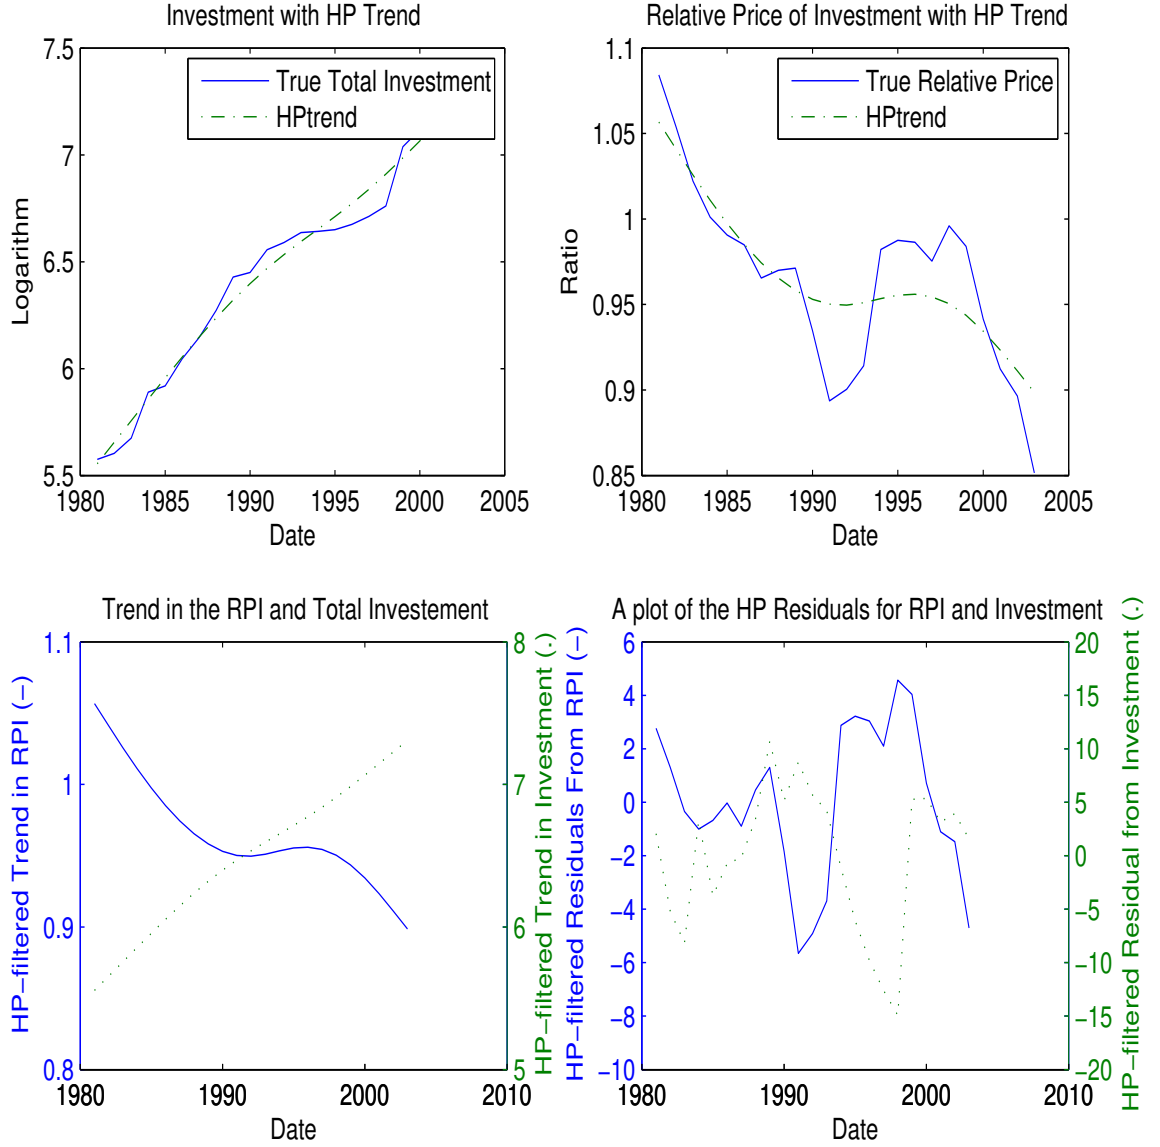 Investment with HP Trend
7.5
7
6.5
6
5.5
Logarithm
True Total Investment
HPtrend
1980 1985 1990 1995 2000 2005
Date
Relative Price of Investment with HP Trend
1.1
1.05
1
0.95
0.9
0.85
Ratio
True Relative Price
HPtrend
1980 1985 1990 1995 2000 2005
Date
Trend in the RPI and Total Investement
1.1
1
0.9
0.8
HP-filtered Trend in RPI (-)
8
7
6
5
HP-filtered Trend in Investment (.)
1980 1990 2000 2010
Date
A plot of the HP Residuals for RPI and Investment
6
4
2
0
-2
-4
-6
-8
-10
HP-filtered Residuals From RPI (-)
20
15
10
5
0
-5
-10
-15
-20
HP-filtered Residual from Investment (.)
1980 1990 2000 2010
Date